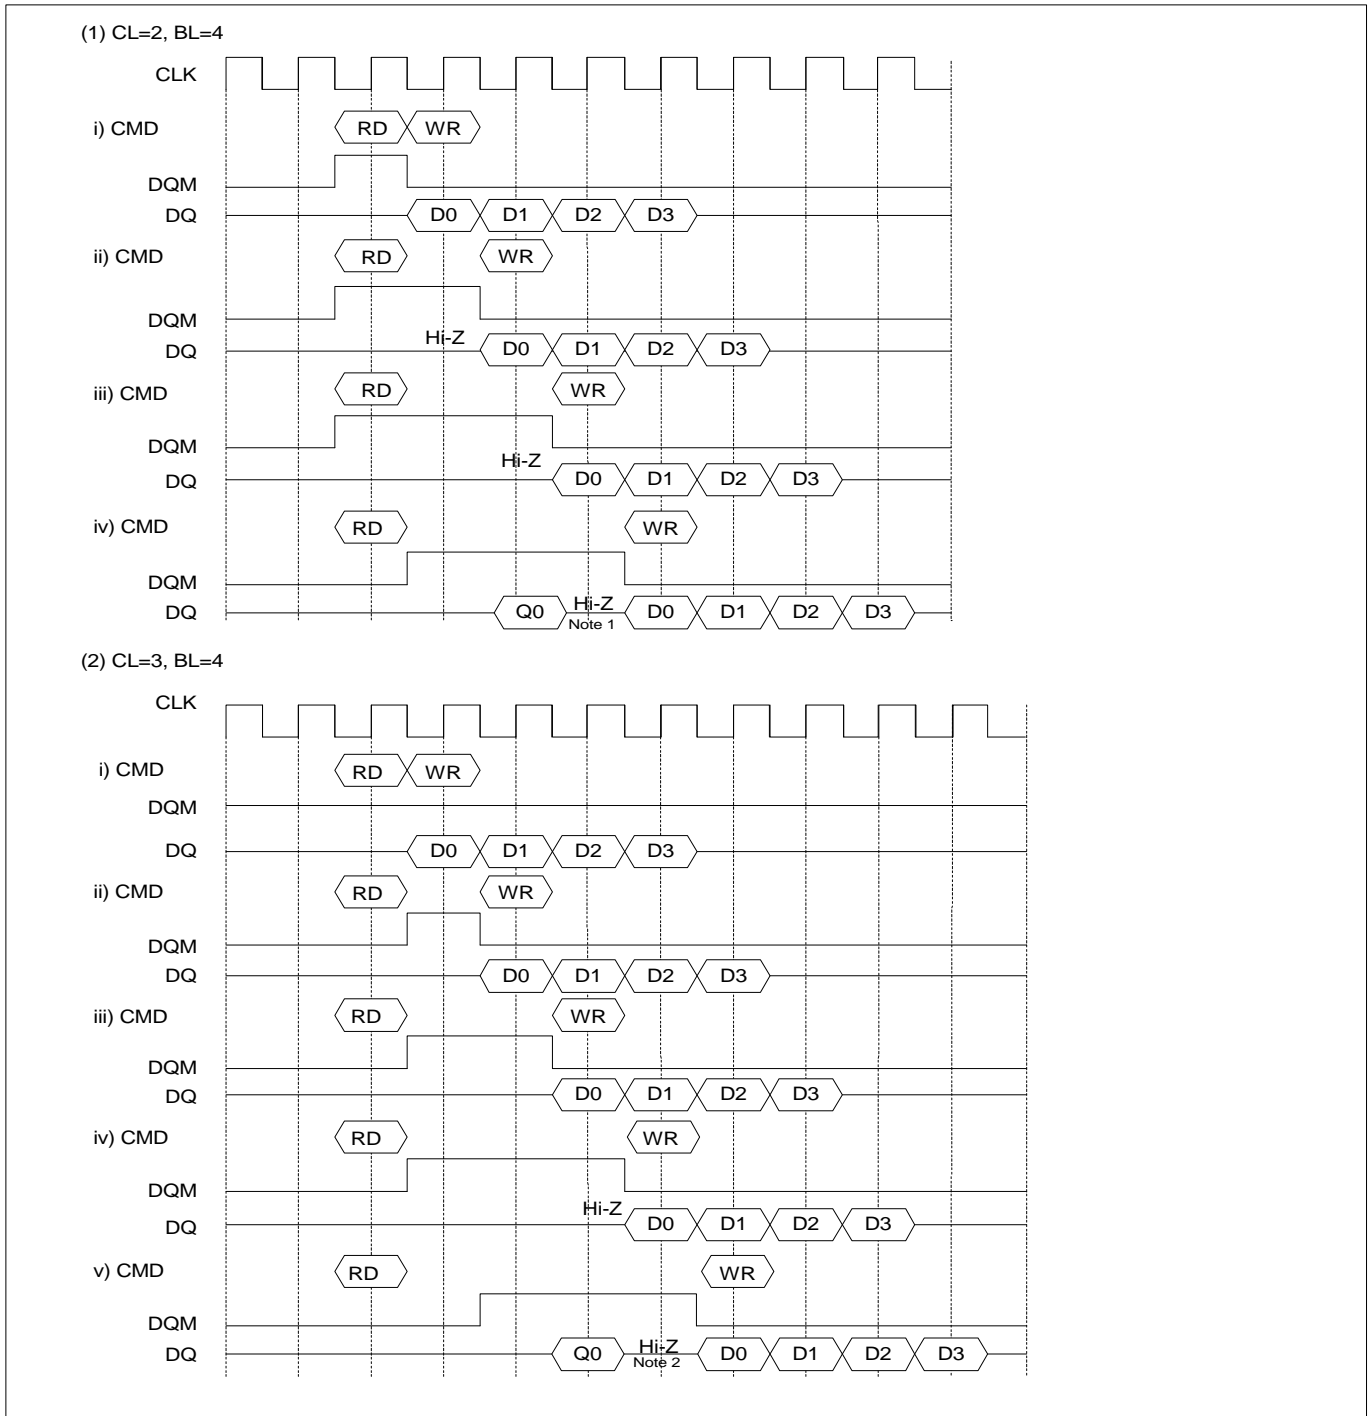 (1) CL=2, BL=4
CLK
i) CMD RD WR
DQM
DQ D0 D1 D2 D3
ii) CMD RD WR
DQM
DQ Hi-Z D0 D1 D2 D3
iii) CMD RD WR
DQM
DQ Hi-Z D0 D1 D2 D3
iv) CMD RD WR
DQM
DQ Q0 Hi-Z D0 D1 D2 D3
Note 1
(2) CL=3, BL=4
CLK
i) CMD RD WR
DQM
DQ D0 D1 D2 D3
ii) CMD RD WR
DQM
DQ D0 D1 D2 D3
iii) CMD RD WR
DQM
DQ D0 D1 D2 D3
iv) CMD RD WR
DQM
DQ Hi-Z D0 D1 D2 D3
v) CMD RD WR
DQM
DQ Q0 Hi-Z D0 D1 D2 D3
Note 2